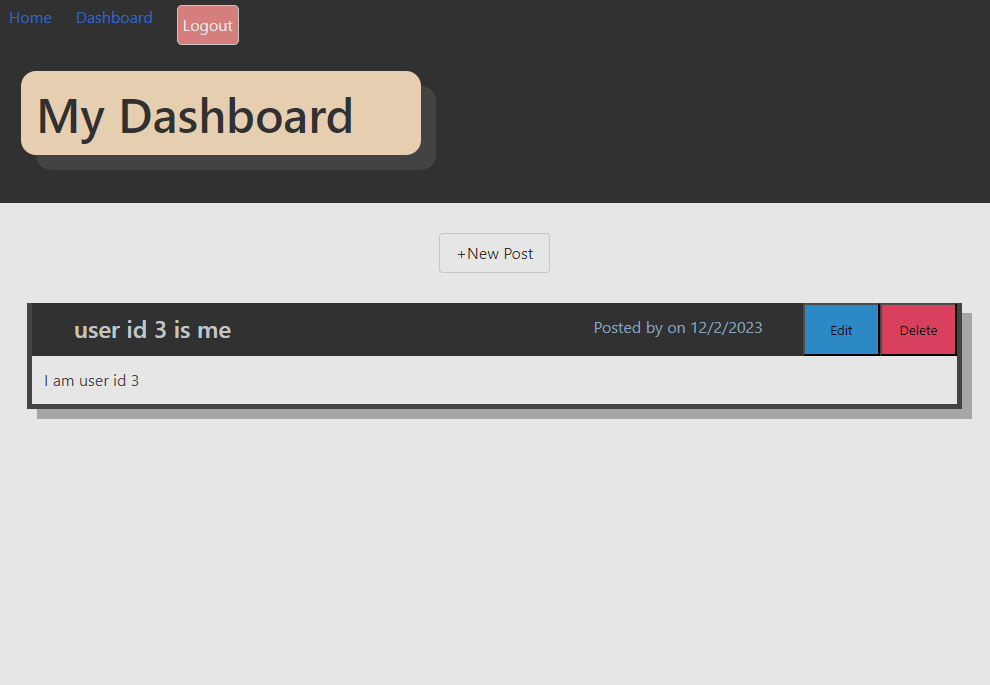 Home Dashboard Logout
My Dashboard
+New Post
user id 3 is me Posted by on 12/2/2023 Edit Delete
I am user id 3